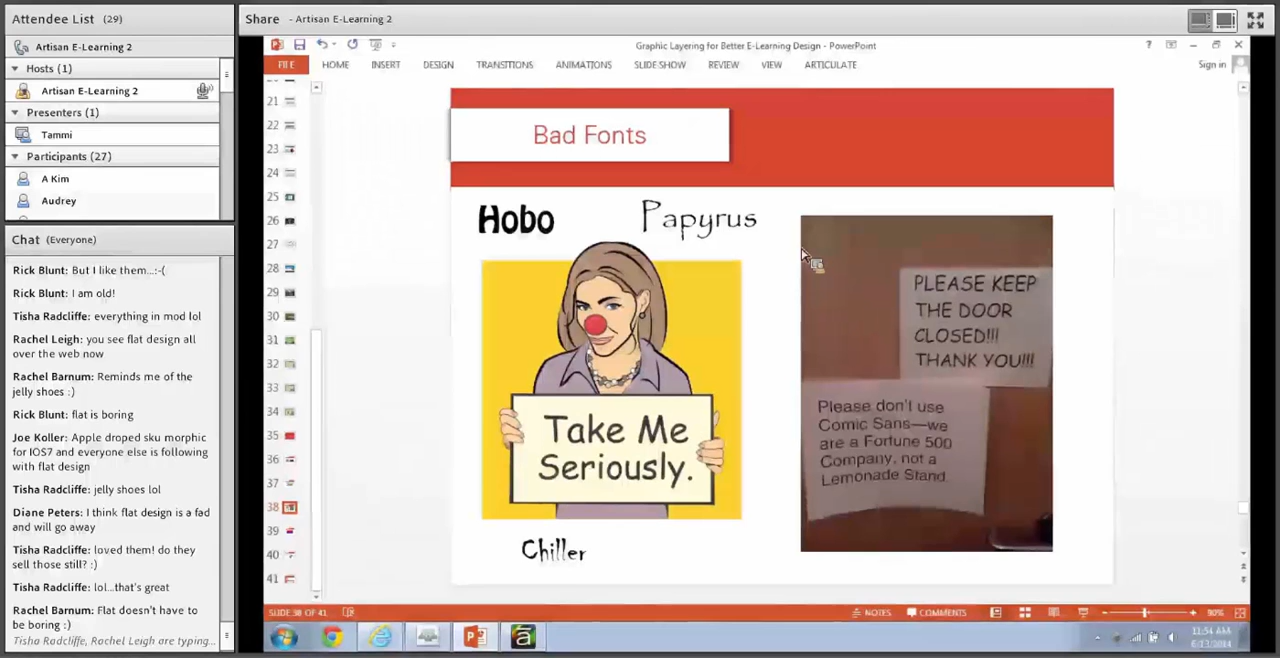 Attendee List (29)
Artisan E-Learning 2
Hosts (1)
Artisan E-Learning 2
Presenters (1)
Tammi
Participants (27)
A Kim
Audrey
Chat (Everyone)
Rick Blunt: But I like them...:-(
Rick Blunt: I am old!
Tisha Radcliffe: everything in mod lol
Rachel Leigh: you see flat design all
over the web now
Rachel Barnum: Reminds me of the
jelly shoes :)
Rick Blunt: flat is boring
Joe Koller: Apple droped sku morphic
for IOS7 and everyone else is following
with flat design
Tisha Radcliffe: jelly shoes lol
Diane Peters: I think flat design is a fad
and will go away
Tisha Radcliffe: loved them! do they
sell those still? :)
Tisha Radcliffe: lol...that's great
Rachel Barnum: Flat doesn't have to
be boring :)
Tisha Radcliffe, Rachel Leigh are typing...
Share - Artisan E-Learning 2
Graphic Layering for Better E-Learning Design - PowerPoint
FILE HOME INSERT DESIGN TRANSITIONS ANIMATIONS SLIDE SHOW REVIEW VIEW ARTICULATE Sign in
21
22
23
24
25
26
27
28
29
30
31
32
33
34
35
36
37
38
39
40
41
Bad Fonts
Hobo
Papyrus
Take Me
Seriously.
Chiller
PLEASE KEEP
THE DOOR
CLOSED!!!
THANK YOU!!!
Please don't use
Comic Sans—we
are a Fortune 500
Company, not a
Lemonade Stand.
SLIDE 38 OF 41 NOTES COMMENTS 90%
11:54 AM
6/13/2014